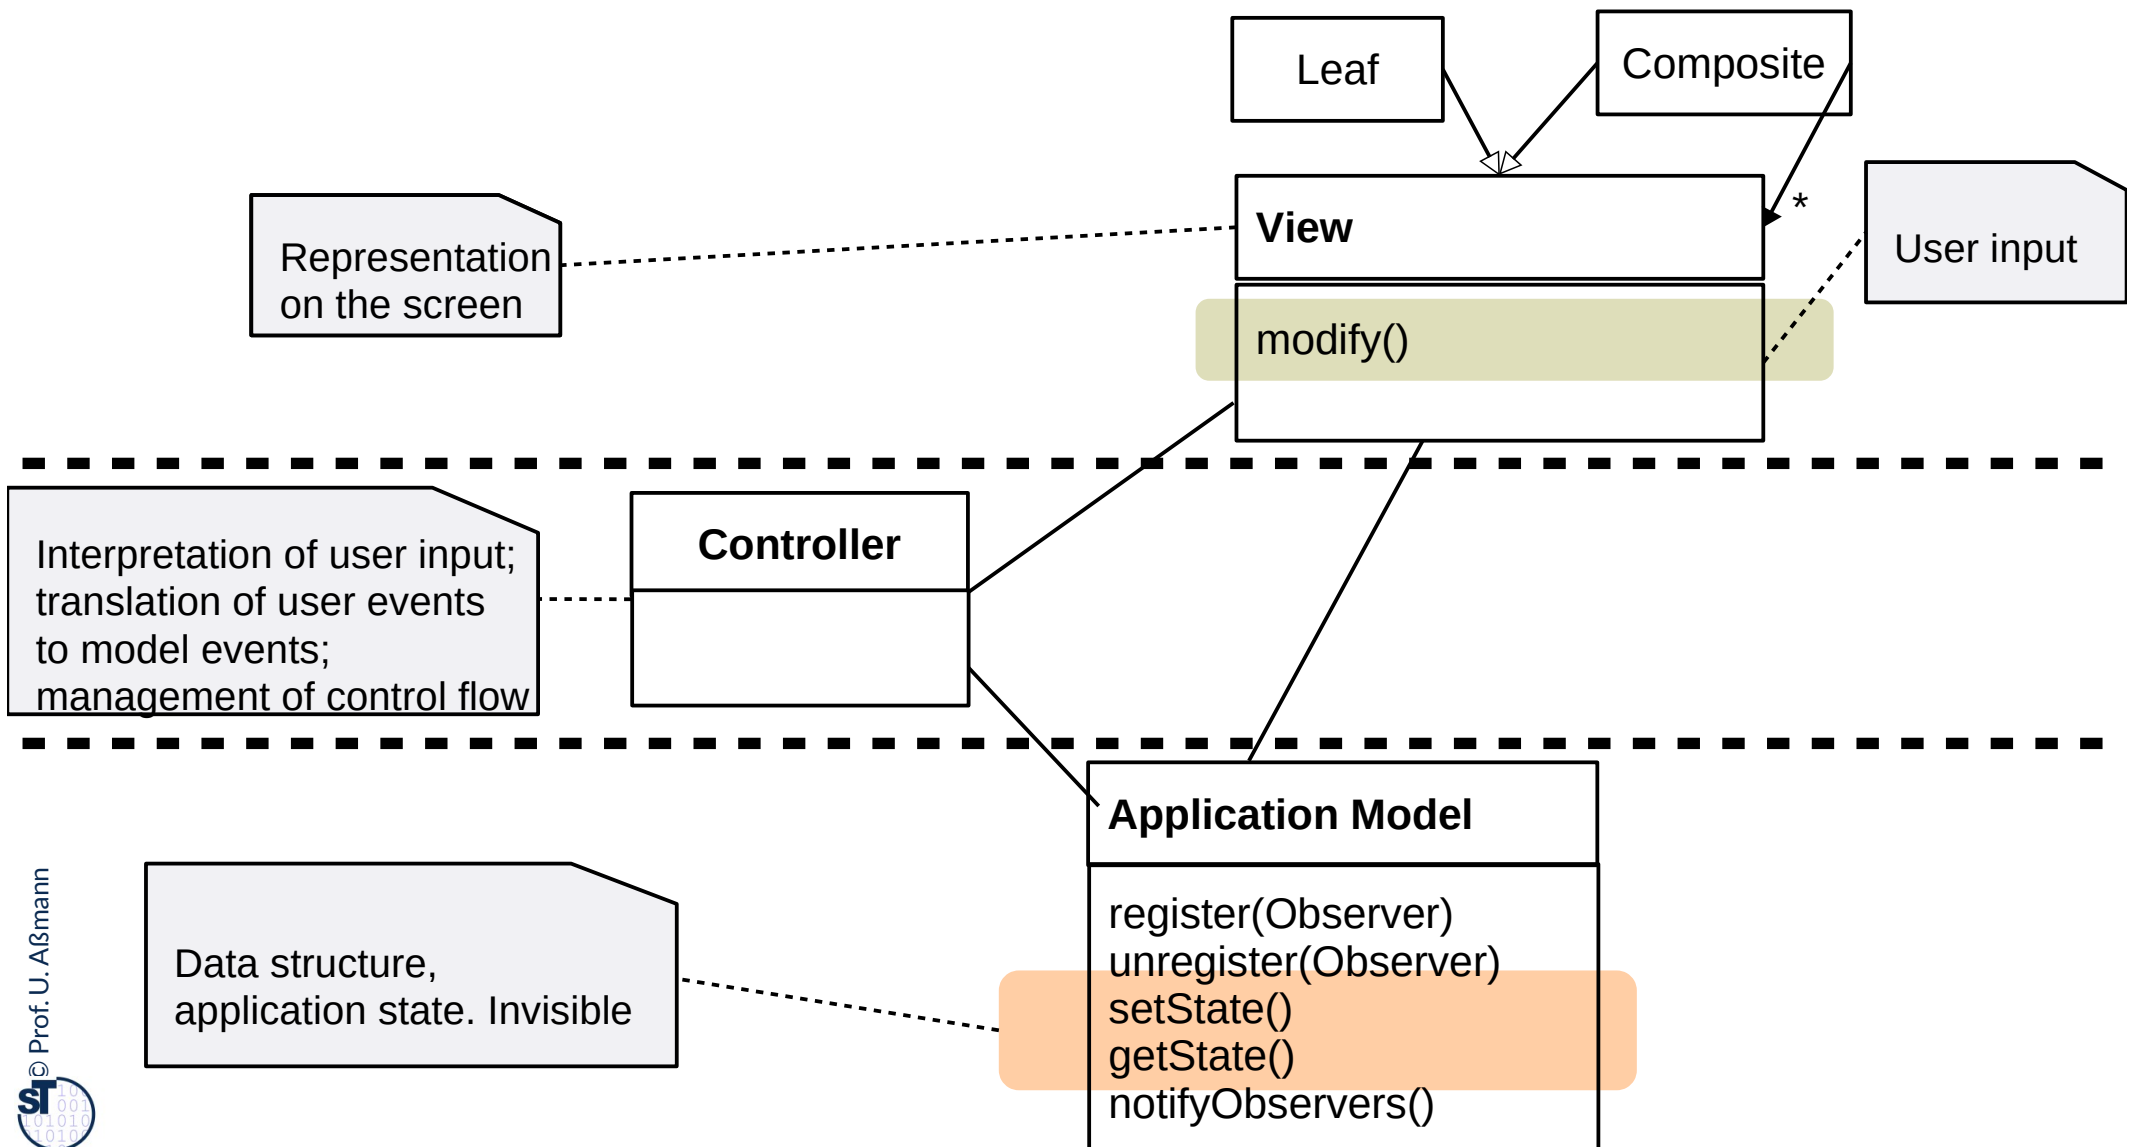 Leaf
Composite
Representation
on the screen
View
*
User input
modify()
Interpretation of user input;
translation of user events
to model events;
management of control flow
Controller
Application Model
register(Observer)
unregister(Observer)
setState()
getState()
notifyObservers()
Data structure,
application state. Invisible
© Prof. U. Aßmann
ST